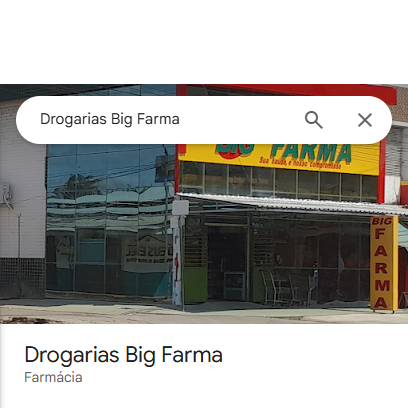 Drogarias Big Farma
BIG FARMA
Sua saúde, é nosso compromisso
BIG
FARMA
Drogarias Big Farma
Farmácia